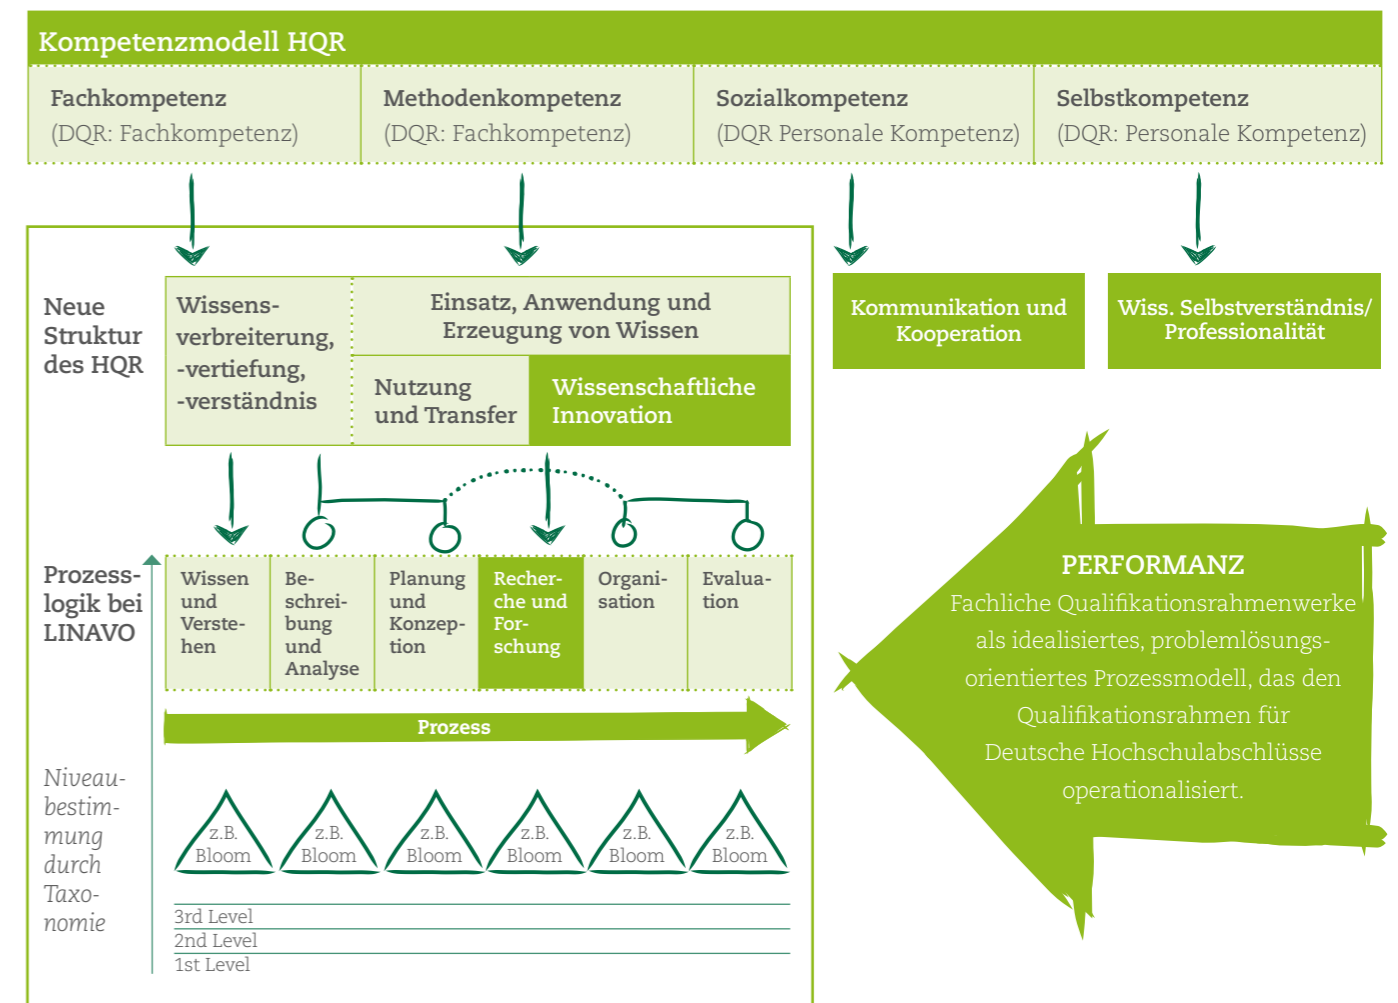 Kompetenzmodell HQR
Fachkompetenz
(DQR: Fachkompetenz)
Methodenkompetenz
(DQR: Fachkompetenz)
Sozialkompetenz
(DQR Personale Kompetenz)
Selbstkompetenz
(DQR: Personale Kompetenz)
Neue
Struktur
des HQR
Wissens-
verbreiterung,
-vertiefung,
-verständnis
Einsatz, Anwendung und
Erzeugung von Wissen
Nutzung
und Transfer
Wissenschaftliche
Innovation
Kommunikation und
Kooperation
Wiss. Selbstverständnis/
Professionalität
Prozess-
logik bei
LINAVO
Wissen
und
Verste-
hen
Be-
schrei-
bung
und
Analyse
Planung
und
Konzep-
tion
Recher-
che und
For-
schung
Organi-
sation
Evalua-
tion
Prozess
PERFORMANZ
Fachliche Qualifikationsrahmenwerke
als idealisiertes, problemlösungs-
orientiertes Prozessmodell, das den
Qualifikationsrahmen für
Deutsche Hochschulabschlüsse
operationalisiert.
Niveau-
bestim-
mung
durch
Taxo-
nomie
z.B.
Bloom
z.B.
Bloom
z.B.
Bloom
z.B.
Bloom
z.B.
Bloom
z.B.
Bloom
3rd Level
2nd Level
1st Level